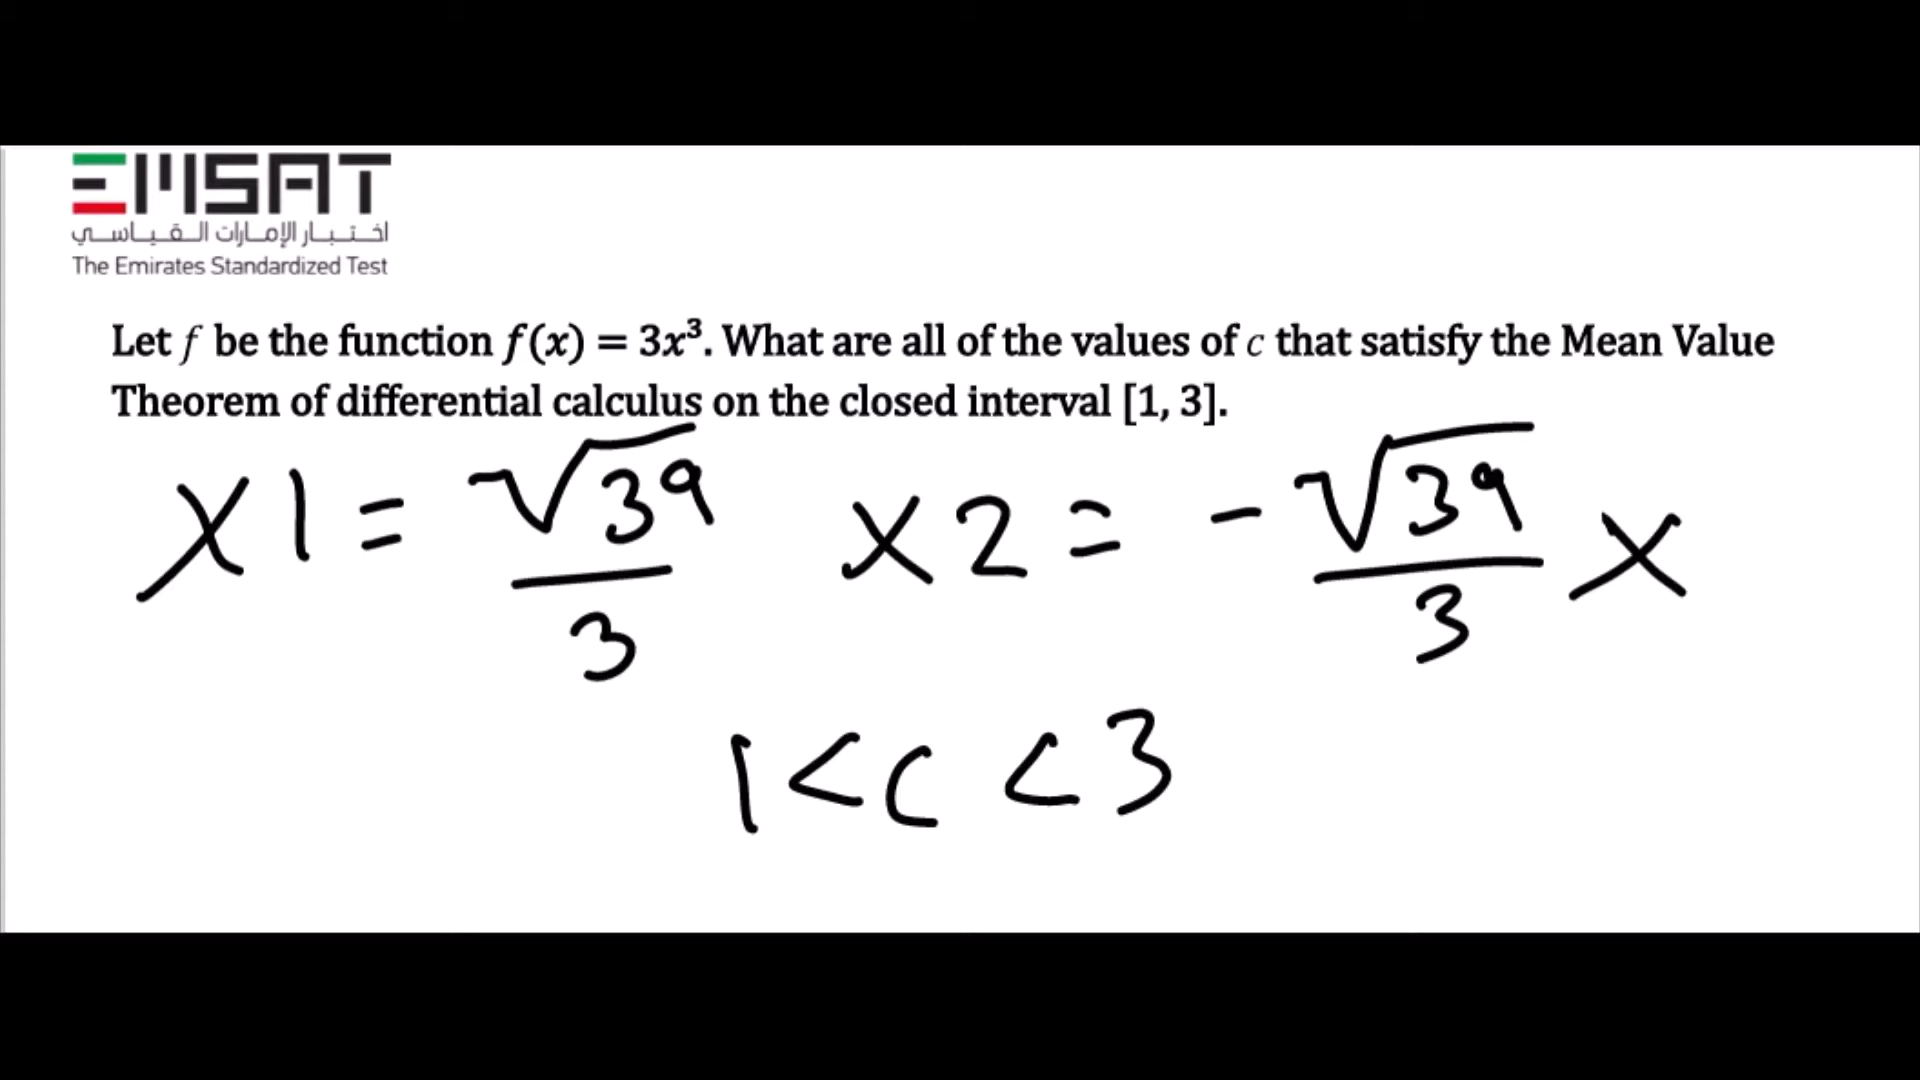 EMSAT
اختبار الإمارات القياسي
The Emirates Standardized Test
Let f be the function f(x) = 3x³. What are all of the values of c that satisfy the Mean Value
Theorem of differential calculus on the closed interval [1, 3].
X1 = √39/3 X2 = -√39/3 X
1 < c < 3